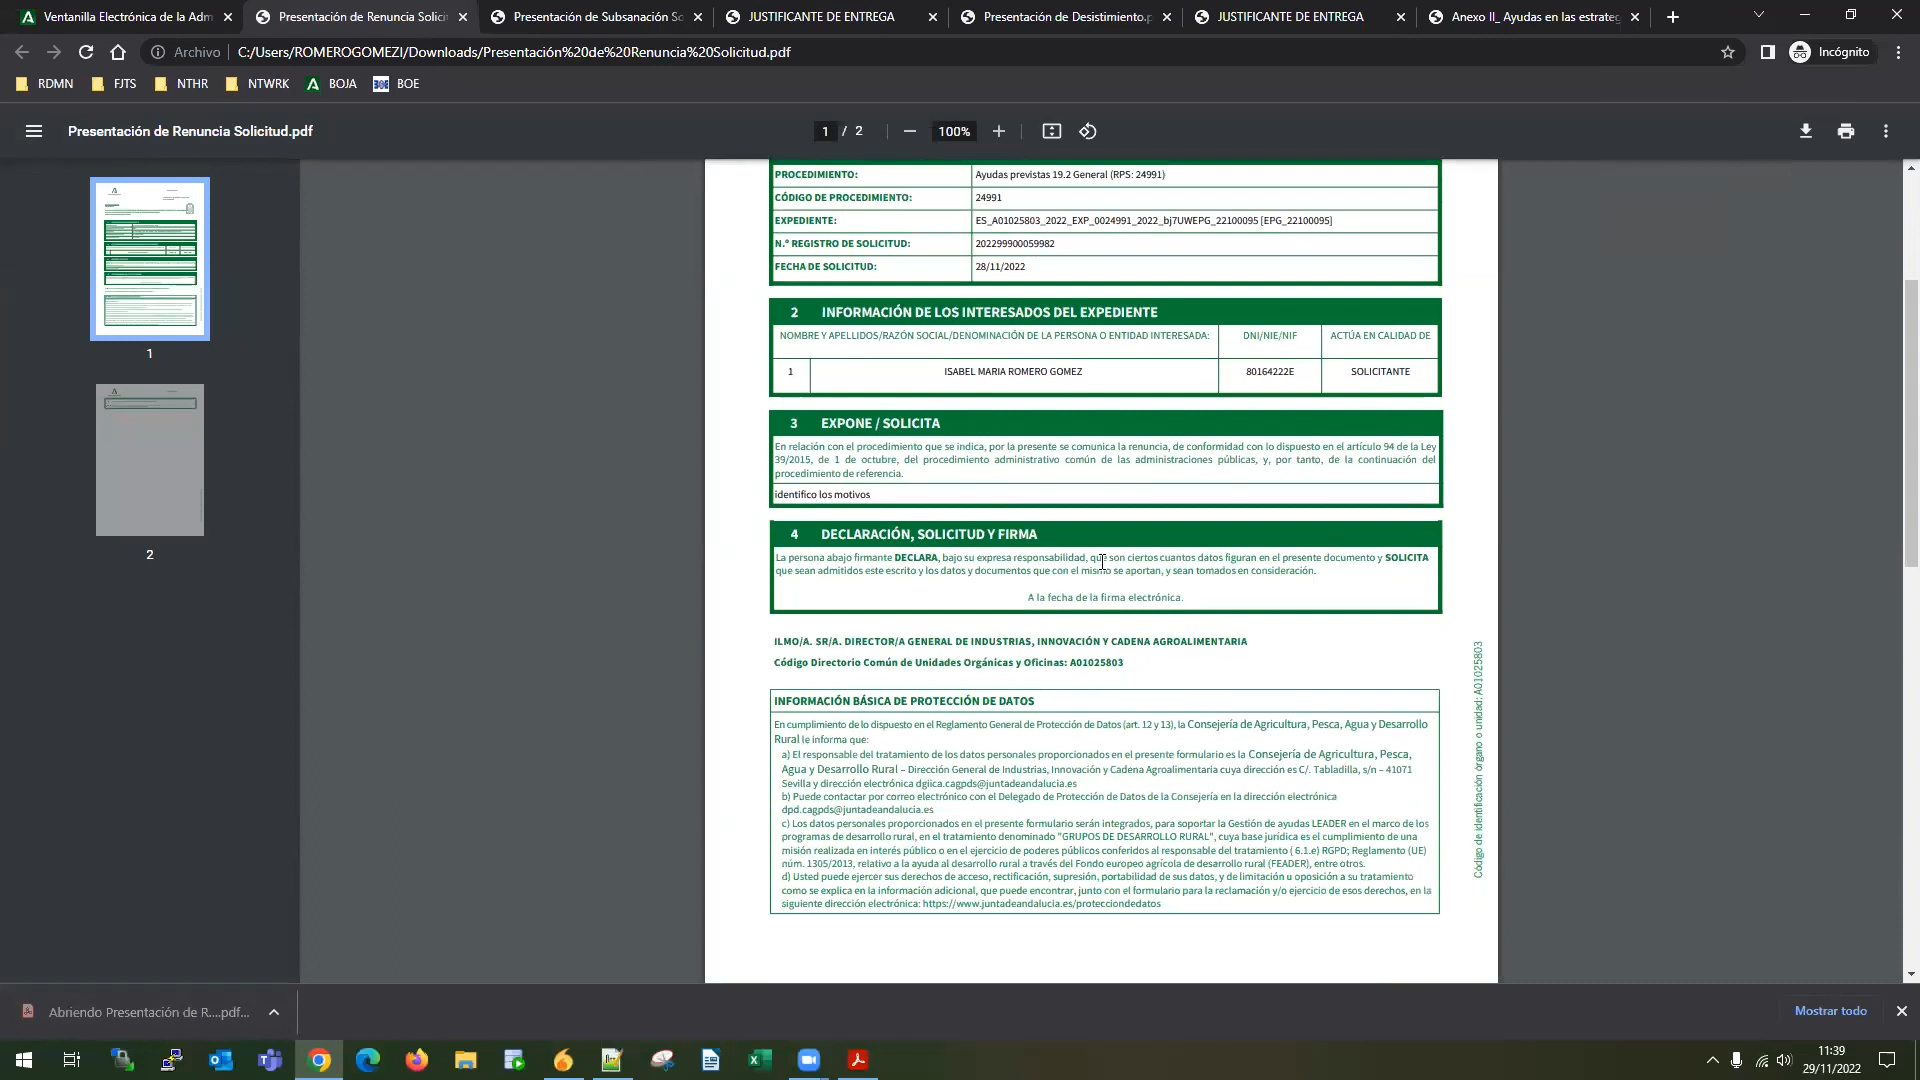 Ventanilla Electrónica de la Adm
Presentación de Renuncia Solici
Presentación de Subsanación So
JUSTIFICANTE DE ENTREGA
Presentación de Desistimiento.p
JUSTIFICANTE DE ENTREGA
Anexo II_ Ayudas en las estrateg
Archivo
C:/Users/ROMEROGOMEZI/Downloads/Presentación%20de%20Renuncia%20Solicitud.pdf
Incógnito
RDMN
FJTS
NTHR
NTWRK
BOJA
BOE
Presentación de Renuncia Solicitud.pdf
1 / 2
100%
1
2
PROCEDIMIENTO: Ayudas previstas 19.2 General (RPS: 24991)
CÓDIGO DE PROCEDIMIENTO: 24991
EXPEDIENTE: ES_A01025803_2022_EXP_0024991_2022_bj7UWEPG_22100095 [EPG_22100095]
N.º REGISTRO DE SOLICITUD: 202299900059982
FECHA DE SOLICITUD: 28/11/2022
2 INFORMACIÓN DE LOS INTERESADOS DEL EXPEDIENTE
NOMBRE Y APELLIDOS/RAZÓN SOCIAL/DENOMINACIÓN DE LA PERSONA O ENTIDAD INTERESADA: DNI/NIE/NIF ACTÚA EN CALIDAD DE
1 ISABEL MARIA ROMERO GOMEZ 80164222E SOLICITANTE
3 EXPONE / SOLICITA
En relación con el procedimiento que se indica, por la presente se comunica la renuncia, de conformidad con lo dispuesto en el artículo 94 de la Ley
39/2015, de 1 de octubre, del procedimiento administrativo común de las administraciones públicas, y, por tanto, de la continuación del
procedimiento de referencia.
identifico los motivos
4 DECLARACIÓN, SOLICITUD Y FIRMA
La persona abajo firmante DECLARA, bajo su expresa responsabilidad, que son ciertos cuantos datos figuran en el presente documento y SOLICITA
que sean admitidos este escrito y los datos y documentos que con el mismo se aportan, y sean tomados en consideración.
A la fecha de la firma electrónica.
ILMO/A. SR/A. DIRECTOR/A GENERAL DE INDUSTRIAS, INNOVACIÓN Y CADENA AGROALIMENTARIA
Código Directorio Común de Unidades Orgánicas y Oficinas: A01025803
INFORMACIÓN BÁSICA DE PROTECCIÓN DE DATOS
En cumplimiento de lo dispuesto en el Reglamento General de Protección de Datos (art. 12 y 13), la Consejería de Agricultura, Pesca, Agua y Desarrollo
Rural le informa que:
a) El responsable del tratamiento de los datos personales proporcionados en el presente formulario es la Consejería de Agricultura, Pesca,
Agua y Desarrollo Rural – Dirección General de Industrias, Innovación y Cadena Agroalimentaria cuya dirección es C/. Tabladilla, s/n – 41071
Sevilla y dirección electrónica dgiica.cagpds@juntadeandalucia.es
b) Puede contactar por correo electrónico con el Delegado de Protección de Datos de la Consejería en la dirección electrónica
dpd.cagpds@juntadeandalucia.es
c) Los datos personales proporcionados en el presente formulario serán integrados, para soportar la Gestión de ayudas LEADER en el marco de los
programas de desarrollo rural, en el tratamiento denominado "GRUPOS DE DESARROLLO RURAL", cuya base jurídica es el cumplimiento de una
misión realizada en interés público o en el ejercicio de poderes públicos conferidos al responsable del tratamiento ( 6.1.e) RGPD; Reglamento (UE)
núm. 1305/2013, relativo a la ayuda al desarrollo rural a través del Fondo europeo agrícola de desarrollo rural (FEADER), entre otros.
d) Usted puede ejercer sus derechos de acceso, rectificación, supresión, portabilidad de sus datos, y de limitación u oposición a su tratamiento
como se explica en la información adicional, que puede encontrar, junto con el formulario para la reclamación y/o ejercicio de esos derechos, en la
siguiente dirección electrónica: https://www.juntadeandalucia.es/protecciondedatos
Código de identificación órgano o unidad: A01025803
Abriendo Presentación de R....pdf...
Mostrar todo
11:39
29/11/2022